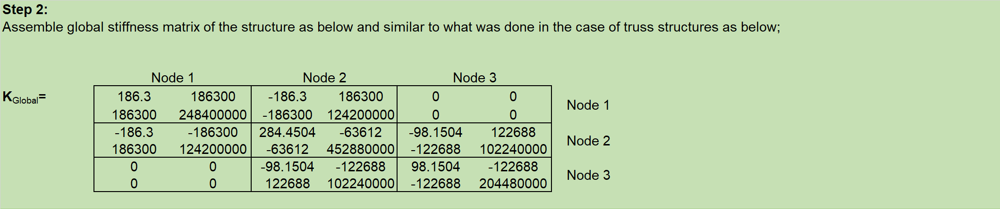 Step 2:
Assemble global stiffness matrix of the structure as below and similar to what was done in the case of truss structures as below;
Node 1 Node 2 Node 3
KGlobal=
186.3 186300 -186.3 186300 0 0
186300 248400000 -186300 124200000 0 0
Node 1
-186.3 -186300 284.4504 -63612 -98.1504 122688
186300 124200000 -63612 452880000 -122688 102240000
Node 2
0 0 -98.1504 -122688 98.1504 -122688
0 0 122688 102240000 -122688 204480000
Node 3